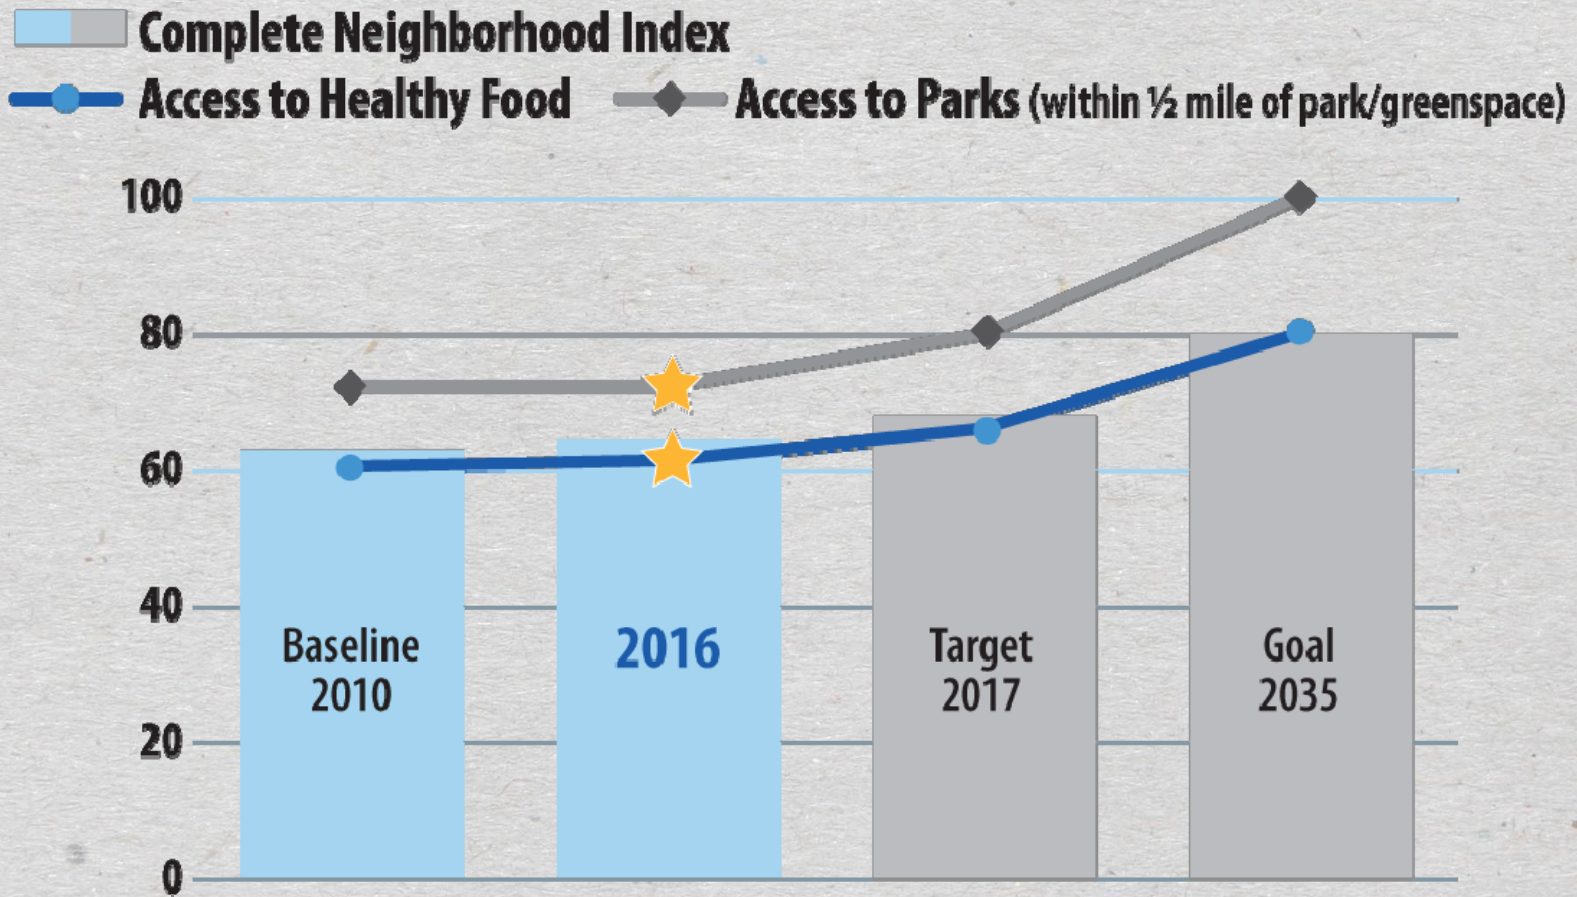 Complete Neighborhood Index
Access to Healthy Food
Access to Parks (within ½ mile of park/greenspace)
100
80
60
40
20
0
Baseline
2010
2016
Target
2017
Goal
2035